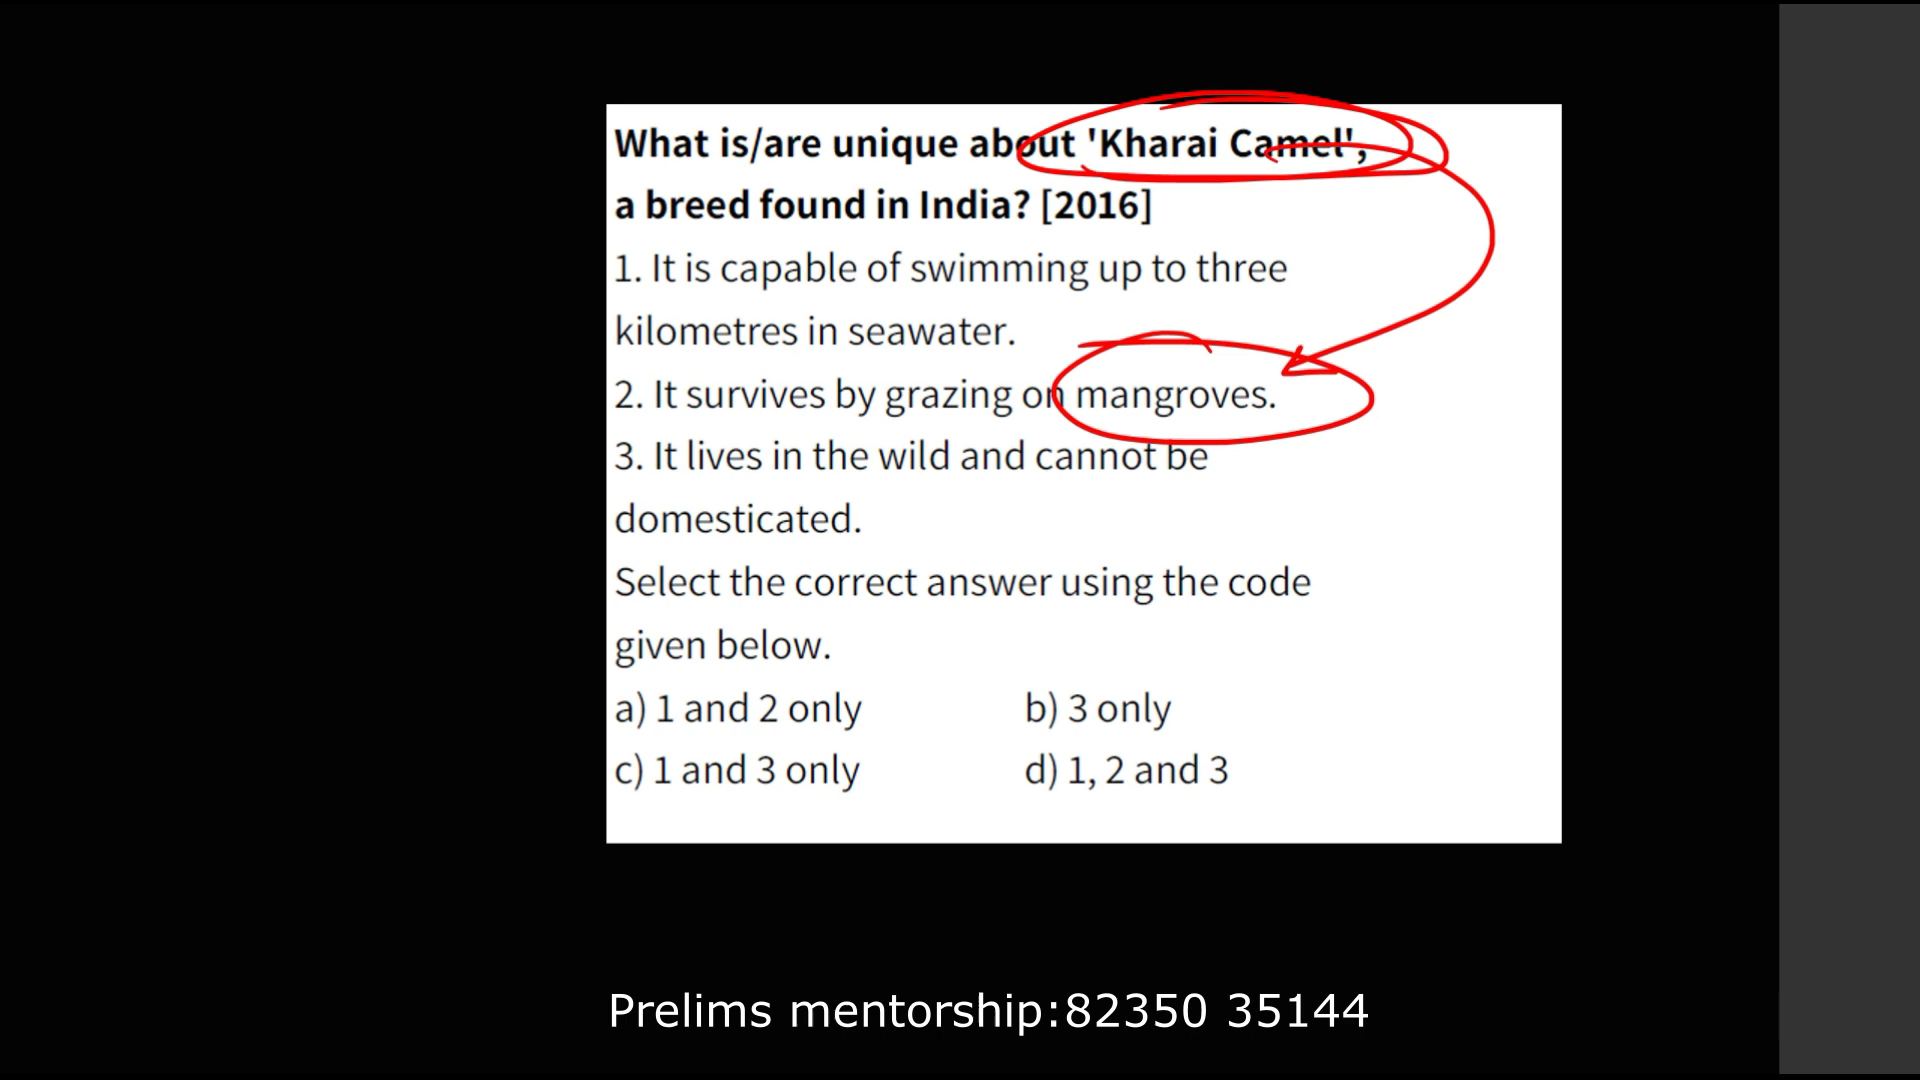 What is/are unique about 'Kharai Camel',
a breed found in India? [2016]
1. It is capable of swimming up to three
kilometres in seawater.
2. It survives by grazing on mangroves.
3. It lives in the wild and cannot be
domesticated.
Select the correct answer using the code
given below.
a) 1 and 2 only b) 3 only
c) 1 and 3 only d) 1, 2 and 3
Prelims mentorship:82350 35144